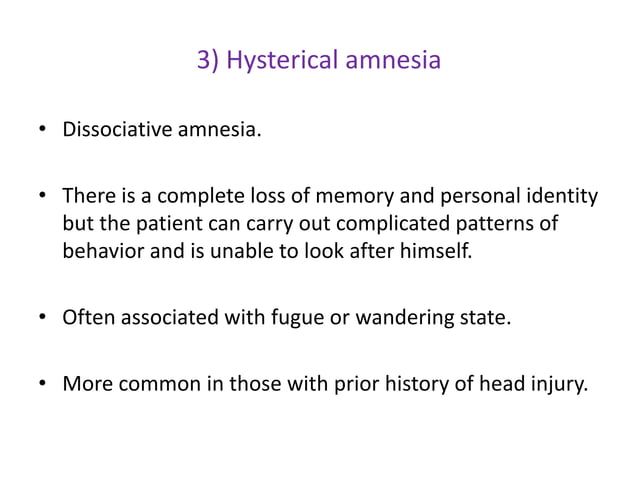 3) Hysterical amnesia
• Dissociative amnesia.
• There is a complete loss of memory and personal identity
but the patient can carry out complicated patterns of
behavior and is unable to look after himself.
• Often associated with fugue or wandering state.
• More common in those with prior history of head injury.